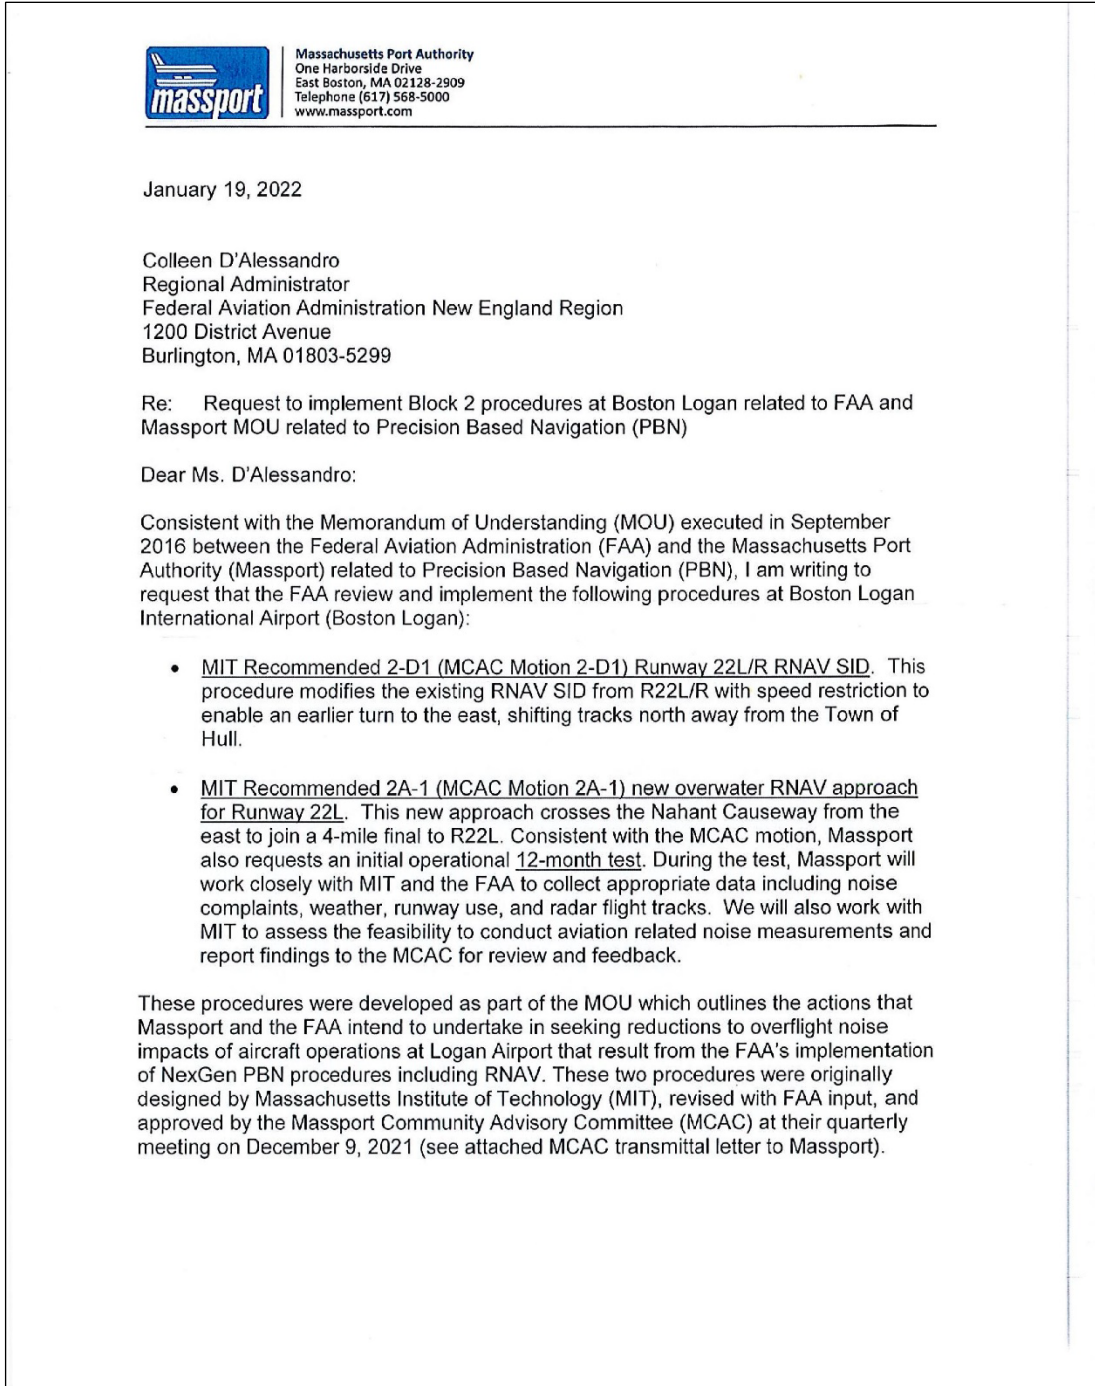 massport
Massachusetts Port Authority
One Harborside Drive
East Boston, MA 02128-2909
Telephone (617) 568-5000
www.massport.com
January 19, 2022
Colleen D'Alessandro
Regional Administrator
Federal Aviation Administration New England Region
1200 District Avenue
Burlington, MA 01803-5299
Re: Request to implement Block 2 procedures at Boston Logan related to FAA and
Massport MOU related to Precision Based Navigation (PBN)
Dear Ms. D'Alessandro:
Consistent with the Memorandum of Understanding (MOU) executed in September
2016 between the Federal Aviation Administration (FAA) and the Massachusetts Port
Authority (Massport) related to Precision Based Navigation (PBN), I am writing to
request that the FAA review and implement the following procedures at Boston Logan
International Airport (Boston Logan):
• MIT Recommended 2-D1 (MCAC Motion 2-D1) Runway 22L/R RNAV SID. This
procedure modifies the existing RNAV SID from R22L/R with speed restriction to
enable an earlier turn to the east, shifting tracks north away from the Town of
Hull.
• MIT Recommended 2A-1 (MCAC Motion 2A-1) new overwater RNAV approach
for Runway 22L. This new approach crosses the Nahant Causeway from the
east to join a 4-mile final to R22L. Consistent with the MCAC motion, Massport
also requests an initial operational 12-month test. During the test, Massport will
work closely with MIT and the FAA to collect appropriate data including noise
complaints, weather, runway use, and radar flight tracks. We will also work with
MIT to assess the feasibility to conduct aviation related noise measurements and
report findings to the MCAC for review and feedback.
These procedures were developed as part of the MOU which outlines the actions that
Massport and the FAA intend to undertake in seeking reductions to overflight noise
impacts of aircraft operations at Logan Airport that result from the FAA's implementation
of NexGen PBN procedures including RNAV. These two procedures were originally
designed by Massachusetts Institute of Technology (MIT), revised with FAA input, and
approved by the Massport Community Advisory Committee (MCAC) at their quarterly
meeting on December 9, 2021 (see attached MCAC transmittal letter to Massport).